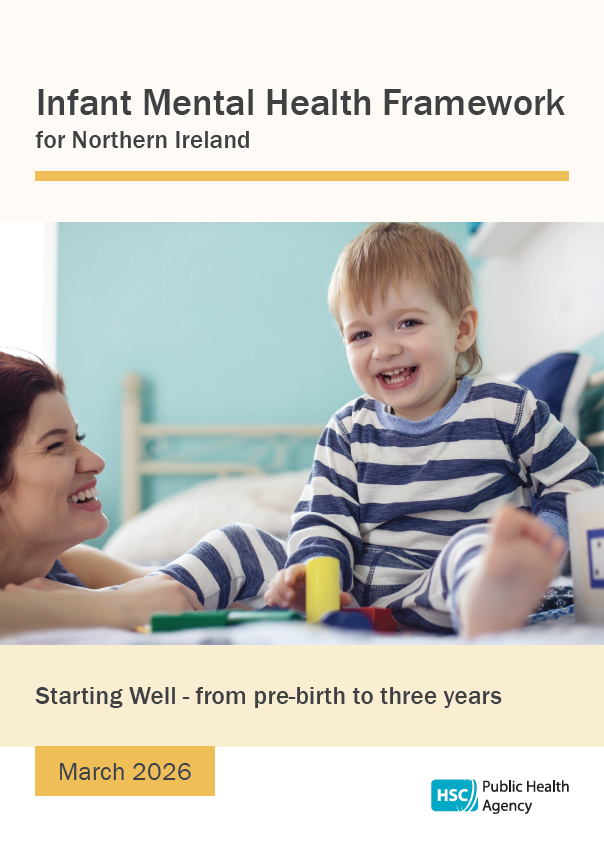 Infant Mental Health Framework
for Northern Ireland
Starting Well - from pre-birth to three years
March 2026
HSC Public Health
Agency